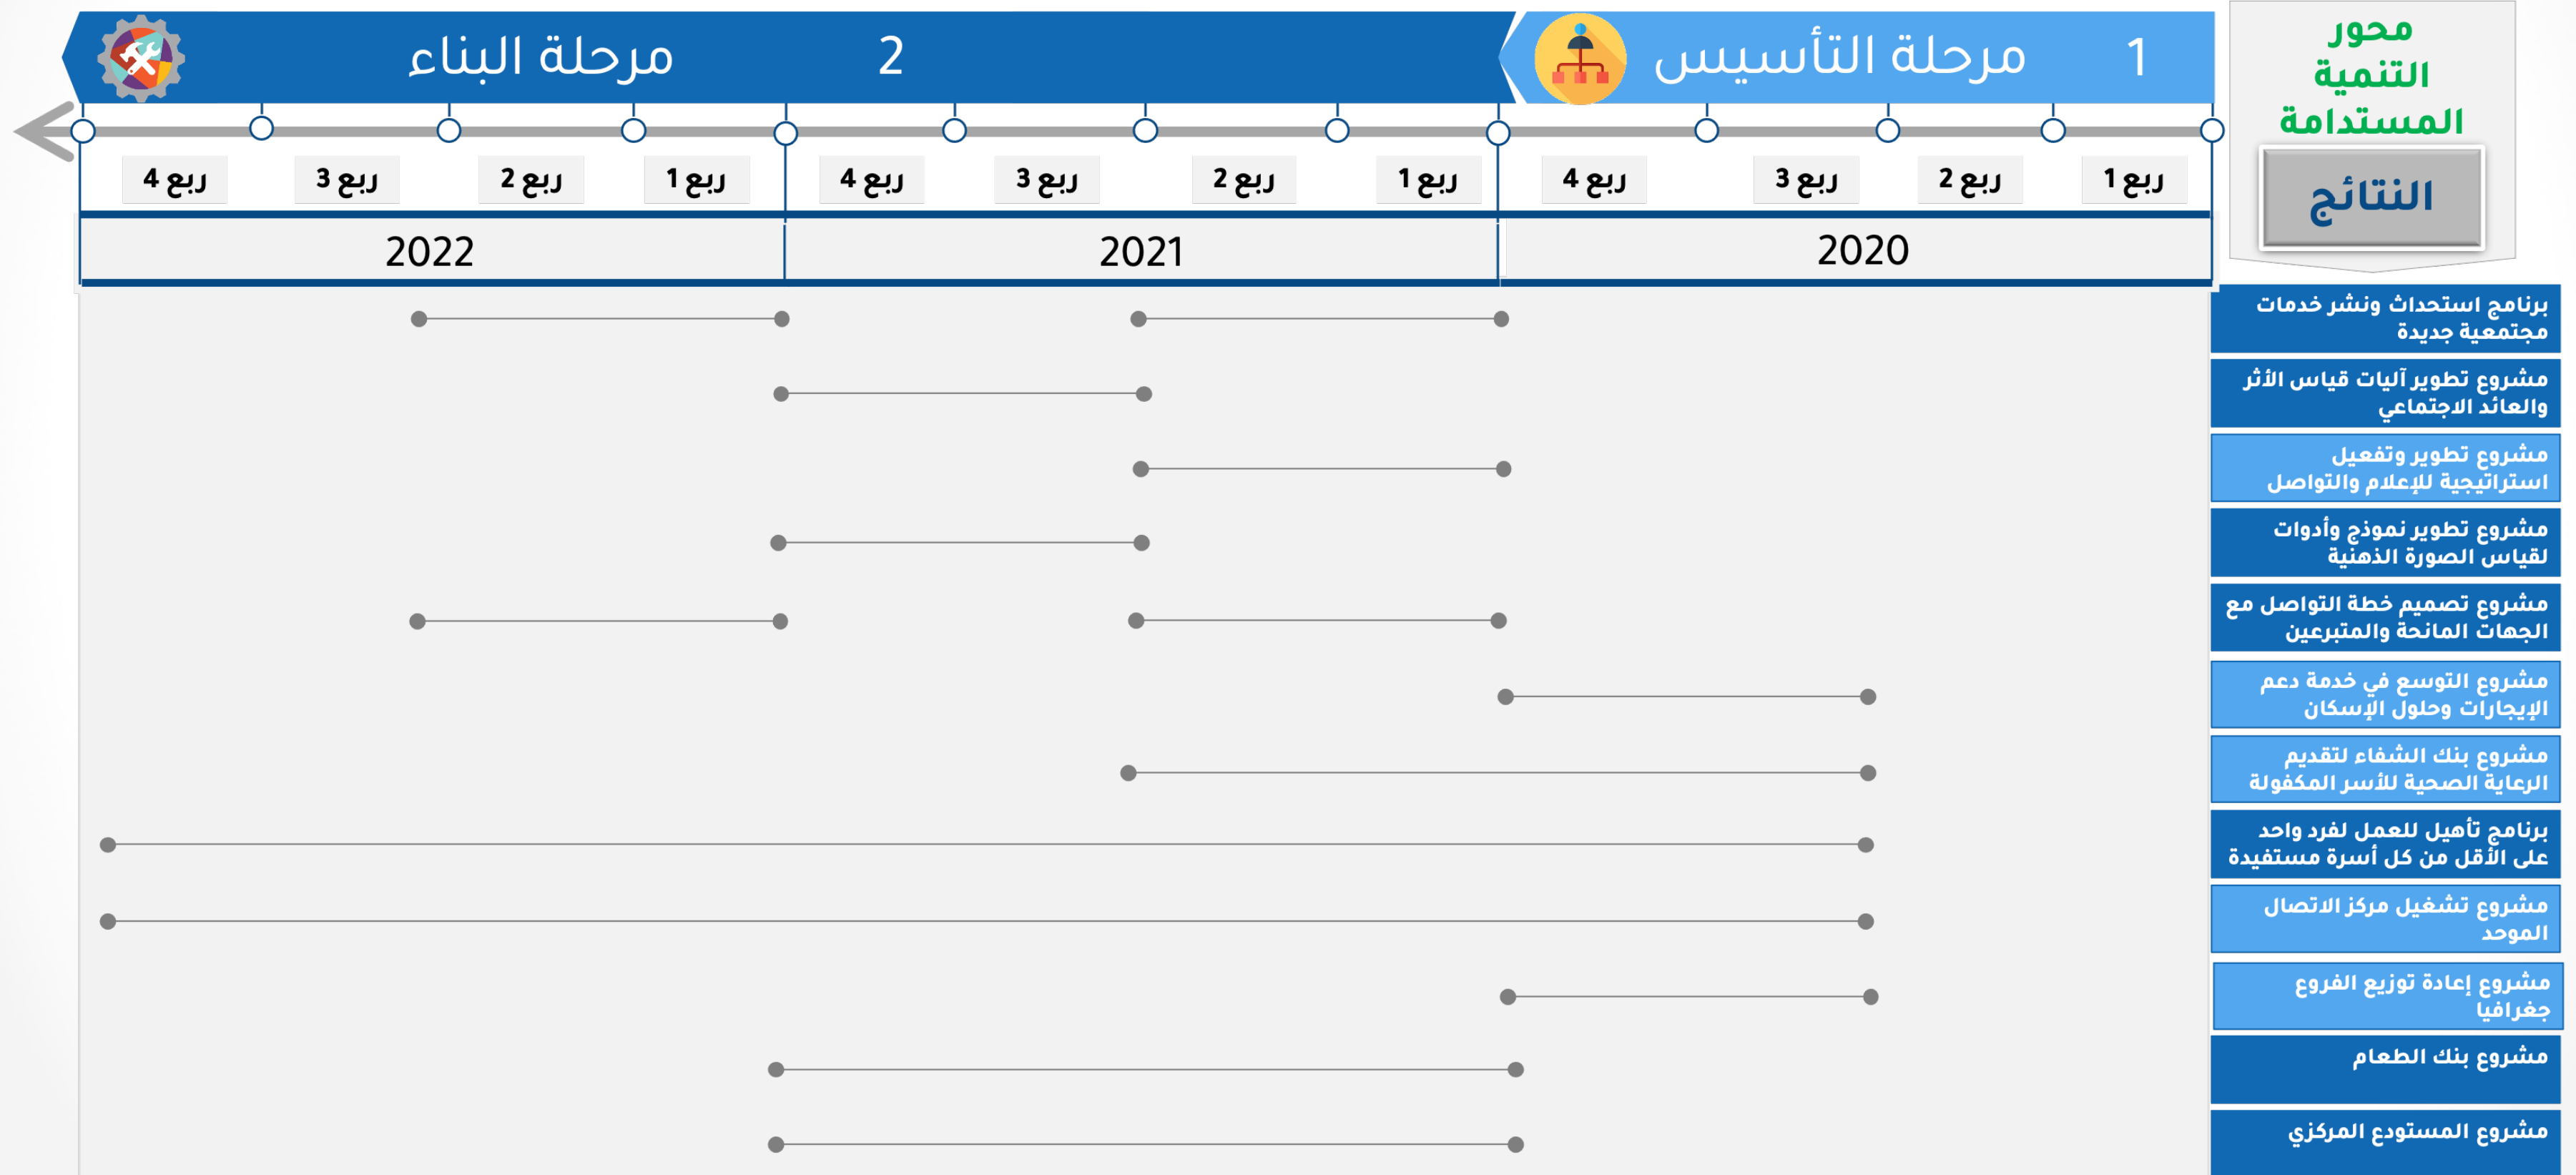 محور
التنمية
المستدامة
النتائج
1 مرحلة التأسيس
2 مرحلة البناء
ربع 1 ربع 2 ربع 3 ربع 4 ربع 1 ربع 2 ربع 3 ربع 4 ربع 1 ربع 2 ربع 3 ربع 4
2020 2021 2022
برنامج استحداث ونشر خدمات
مجتمعية جديدة
مشروع تطوير آليات قياس الأثر
والعائد الاجتماعي
مشروع تطوير وتفعيل
استراتيجية للإعلام والتواصل
مشروع تطوير نموذج وأدوات
لقياس الصورة الذهنية
مشروع تصميم خطة التواصل مع
الجهات المانحة والمتبرعين
مشروع التوسع في خدمة دعم
الإيجارات وحلول الإسكان
مشروع بنك الشفاء لتقديم
الرعاية الصحية للأسر المكفولة
برنامج تأهيل للعمل لفرد واحد
على الأقل من كل أسرة مستفيدة
مشروع تشغيل مركز الاتصال
الموحد
مشروع إعادة توزيع الفروع
جغرافيا
مشروع بنك الطعام
مشروع المستودع المركزي